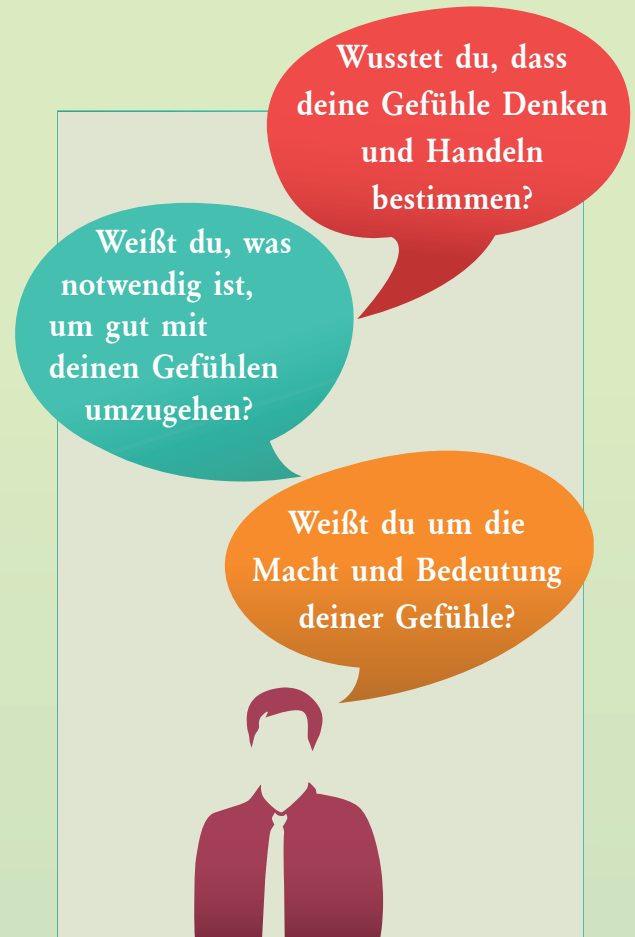 Wusstet du, dass
deine Gefühle Denken
und Handeln
bestimmen?
Weißt du, was
notwendig ist,
um gut mit
deinen Gefühlen
umzugehen?
Weißt du um die
Macht und Bedeutung
deiner Gefühle?